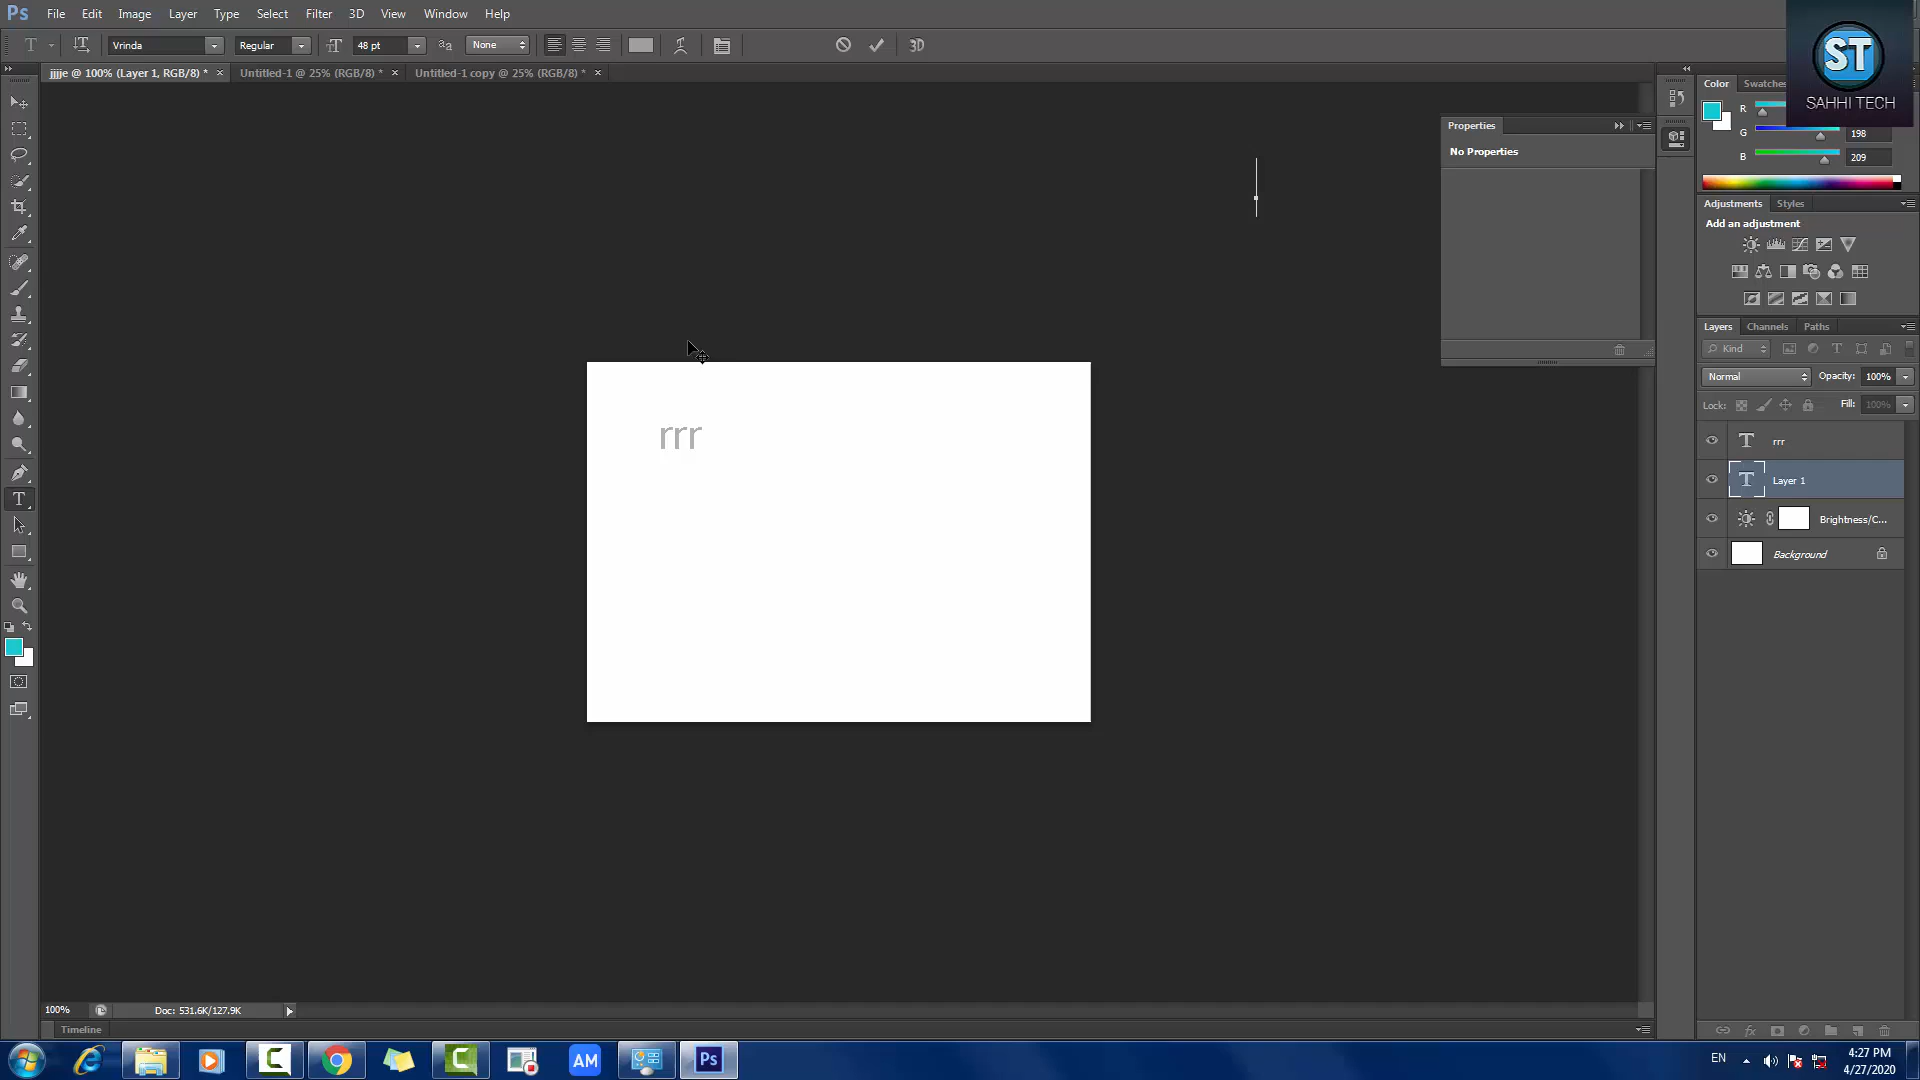 Ps File Edit Image Layer Type Select Filter 3D View Window Help
T Vrinda Regular 48 pt None 3D
jjjje @ 100% (Layer 1, RGB/8) * × Untitled-1 @ 25% (RGB/8) * × Untitled-1 copy @ 25% (RGB/8) * ×
ST
SAHHI TECH
Color Swatches
R
G 198
B 209
Properties
No Properties
Adjustments Styles
Add an adjustment
Layers Channels Paths
Kind
Normal Opacity: 100%
Lock: Fill: 100%
T rrr
T Layer 1
Brightness/C...
Background
rrr
100% Doc: 531.6K/127.9K
Timeline
AM Ps
EN 4:27 PM
4/27/2020